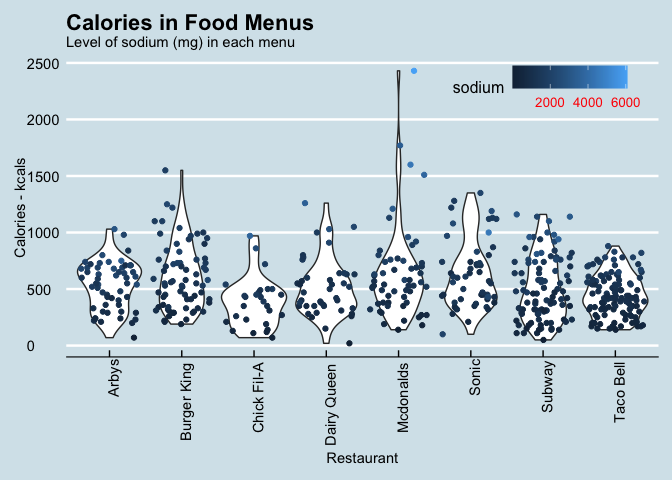 Calories in Food Menus
Level of sodium (mg) in each menu
2500
2000
1500
1000
500
0
Calories - kcals
sodium
2000 4000 6000
Arbys
Burger King
Chick Fil-A
Dairy Queen
Mcdonalds
Sonic
Subway
Taco Bell
Restaurant